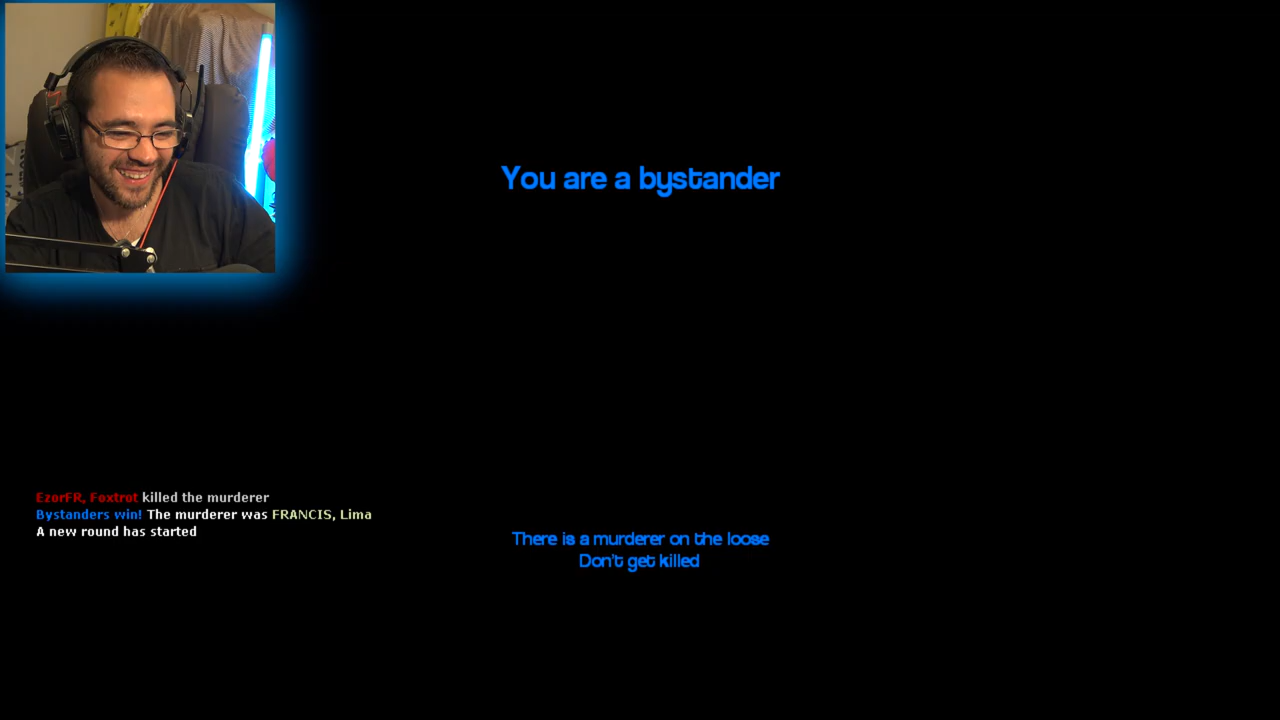 You are a bystander
EzorFR, Foxtrot killed the murderer
Bystanders win! The murderer was FRANCIS, Lima
A new round has started
There is a murderer on the loose
Don't get killed